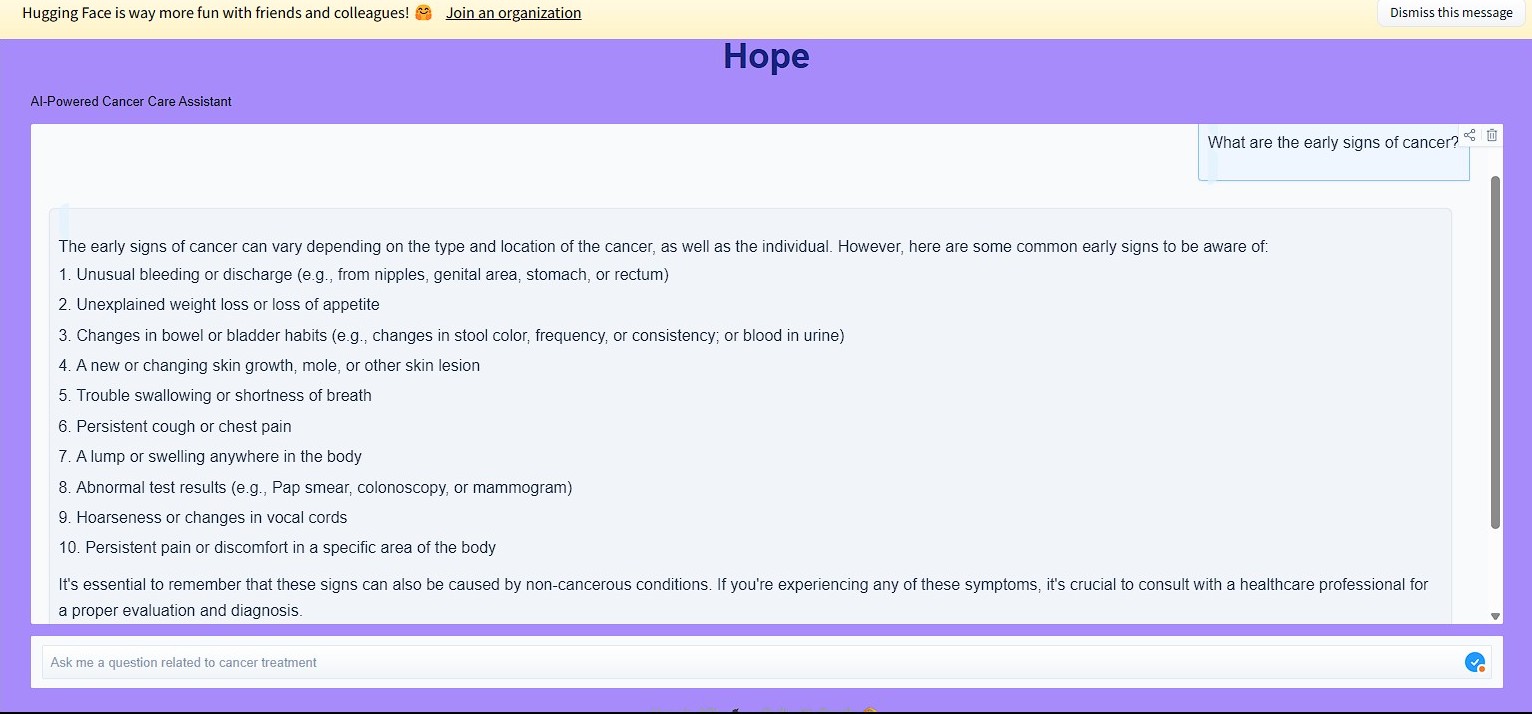 Hugging Face is way more fun with friends and colleagues! 🤗 Join an organization
Dismiss this message
Hope
AI-Powered Cancer Care Assistant
What are the early signs of cancer?
The early signs of cancer can vary depending on the type and location of the cancer, as well as the individual. However, here are some common early signs to be aware of:
1. Unusual bleeding or discharge (e.g., from nipples, genital area, stomach, or rectum)
2. Unexplained weight loss or loss of appetite
3. Changes in bowel or bladder habits (e.g., changes in stool color, frequency, or consistency; or blood in urine)
4. A new or changing skin growth, mole, or other skin lesion
5. Trouble swallowing or shortness of breath
6. Persistent cough or chest pain
7. A lump or swelling anywhere in the body
8. Abnormal test results (e.g., Pap smear, colonoscopy, or mammogram)
9. Hoarseness or changes in vocal cords
10. Persistent pain or discomfort in a specific area of the body
It's essential to remember that these signs can also be caused by non-cancerous conditions. If you're experiencing any of these symptoms, it's crucial to consult with a healthcare professional for
a proper evaluation and diagnosis.
Ask me a question related to cancer treatment